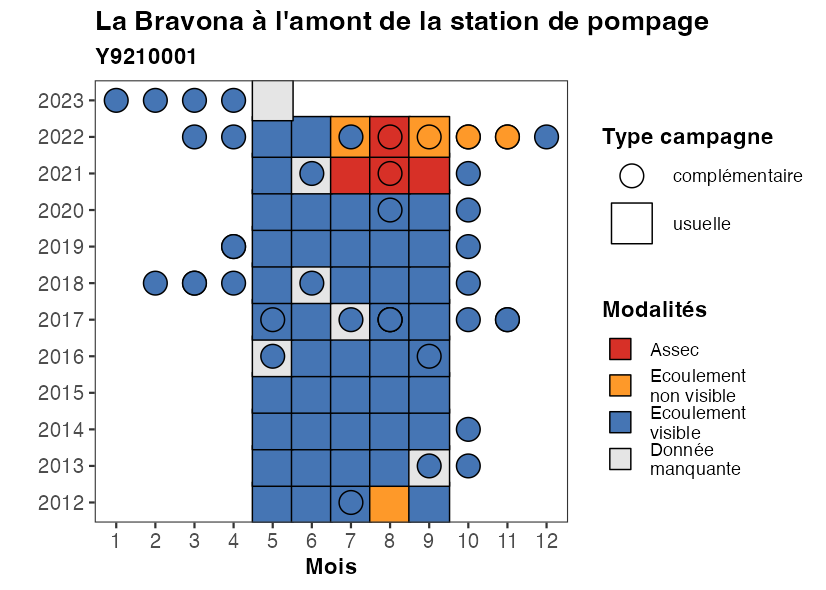 La Bravona à l'amont de la station de pompage
Y9210001
2023
2022
2021
2020
2019
2018
2017
2016
2015
2014
2013
2012
1 2 3 4 5 6 7 8 9 10 11 12
Mois
Type campagne
complémentaire
usuelle
Modalités
Assec
Ecoulement
non visible
Ecoulement
visible
Donnée
manquante